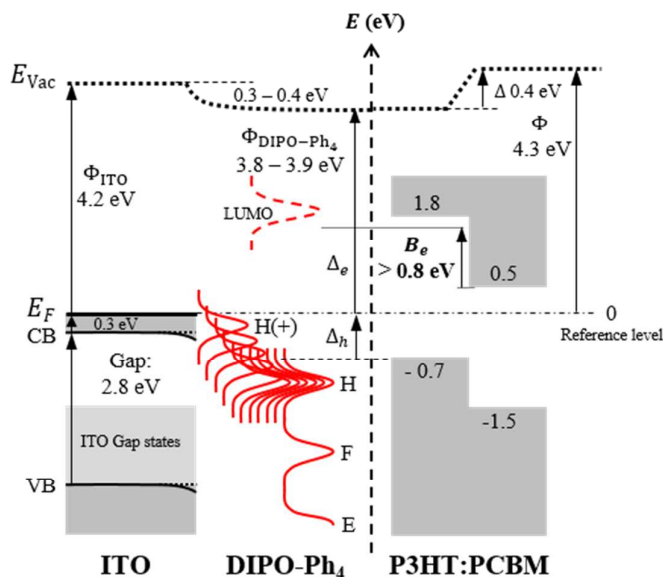 E (eV)
E_Vac
0.3 – 0.4 eV
Δ 0.4 eV
Φ_DIPO–Ph₄
3.8 – 3.9 eV
Φ
4.3 eV
Φ_ITO
4.2 eV
LUMO
1.8
B_e
> 0.8 eV
Δ_e
0.5
E_F
0
0.3 eV
H(+)
Δ_h
Reference level
CB
Gap:
2.8 eV
H
- 0.7
-1.5
ITO Gap states
F
VB
E
ITO
DIPO-Ph₄
P3HT:PCBM